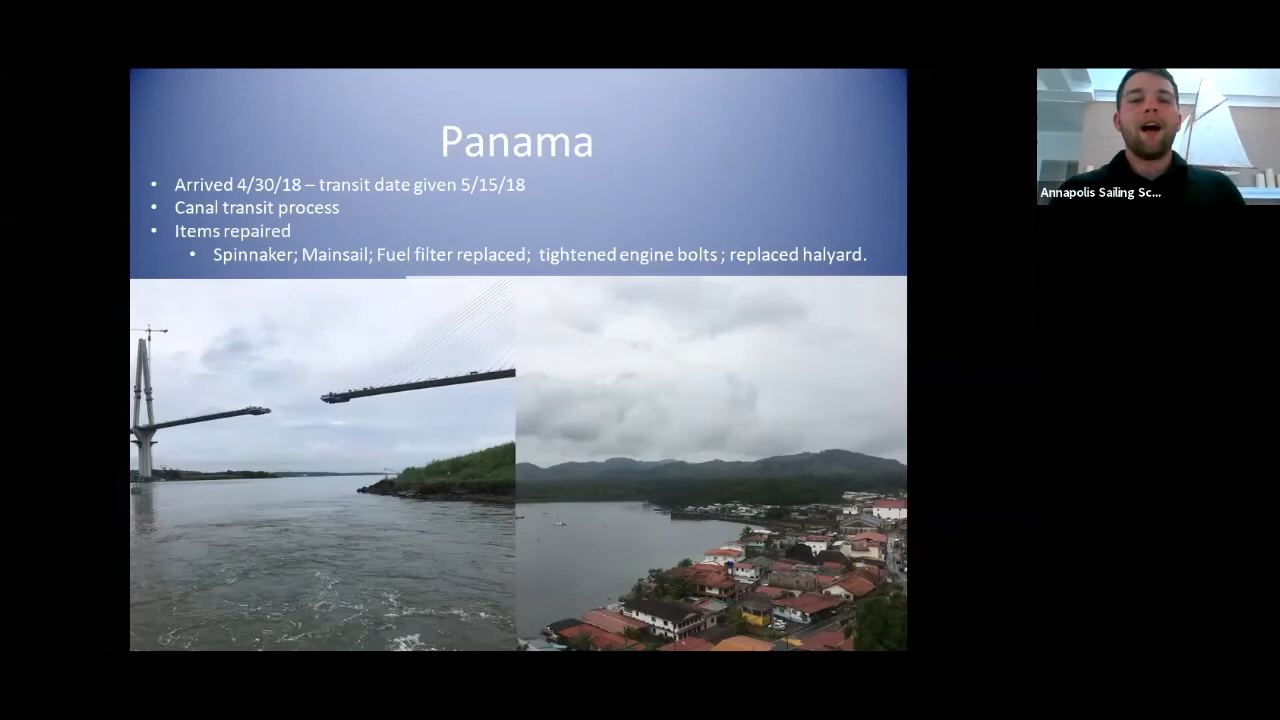 Panama
• Arrived 4/30/18 – transit date given 5/15/18
• Canal transit process
• Items repaired
• Spinnaker; Mainsail; Fuel filter replaced; tightened engine bolts ; replaced halyard.
Annapolis Sailing Sc...